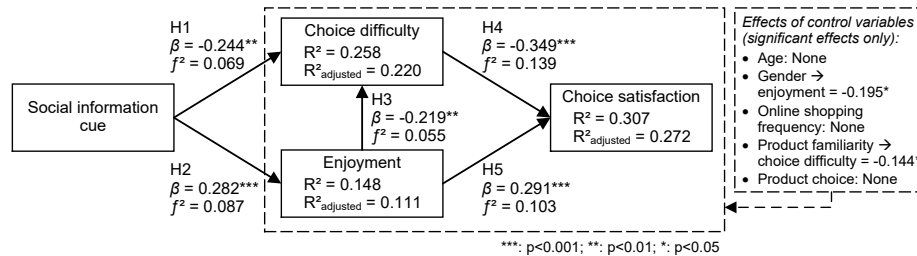 H1
β = -0.244**
f² = 0.069
Choice difficulty
R² = 0.258
R²adjusted = 0.220
H4
β = -0.349***
f² = 0.139
Effects of control variables
(significant effects only):
• Age: None
• Gender →
enjoyment = -0.195*
• Online shopping
frequency: None
• Product familiarity →
choice difficulty = -0.144*
• Product choice: None
Social information
cue
H3
β = -0.219**
f² = 0.055
Choice satisfaction
R² = 0.307
R²adjusted = 0.272
H2
β = 0.282***
f² = 0.087
Enjoyment
R² = 0.148
R²adjusted = 0.111
H5
β = 0.291***
f² = 0.103
***: p<0.001; **: p<0.01; *: p<0.05